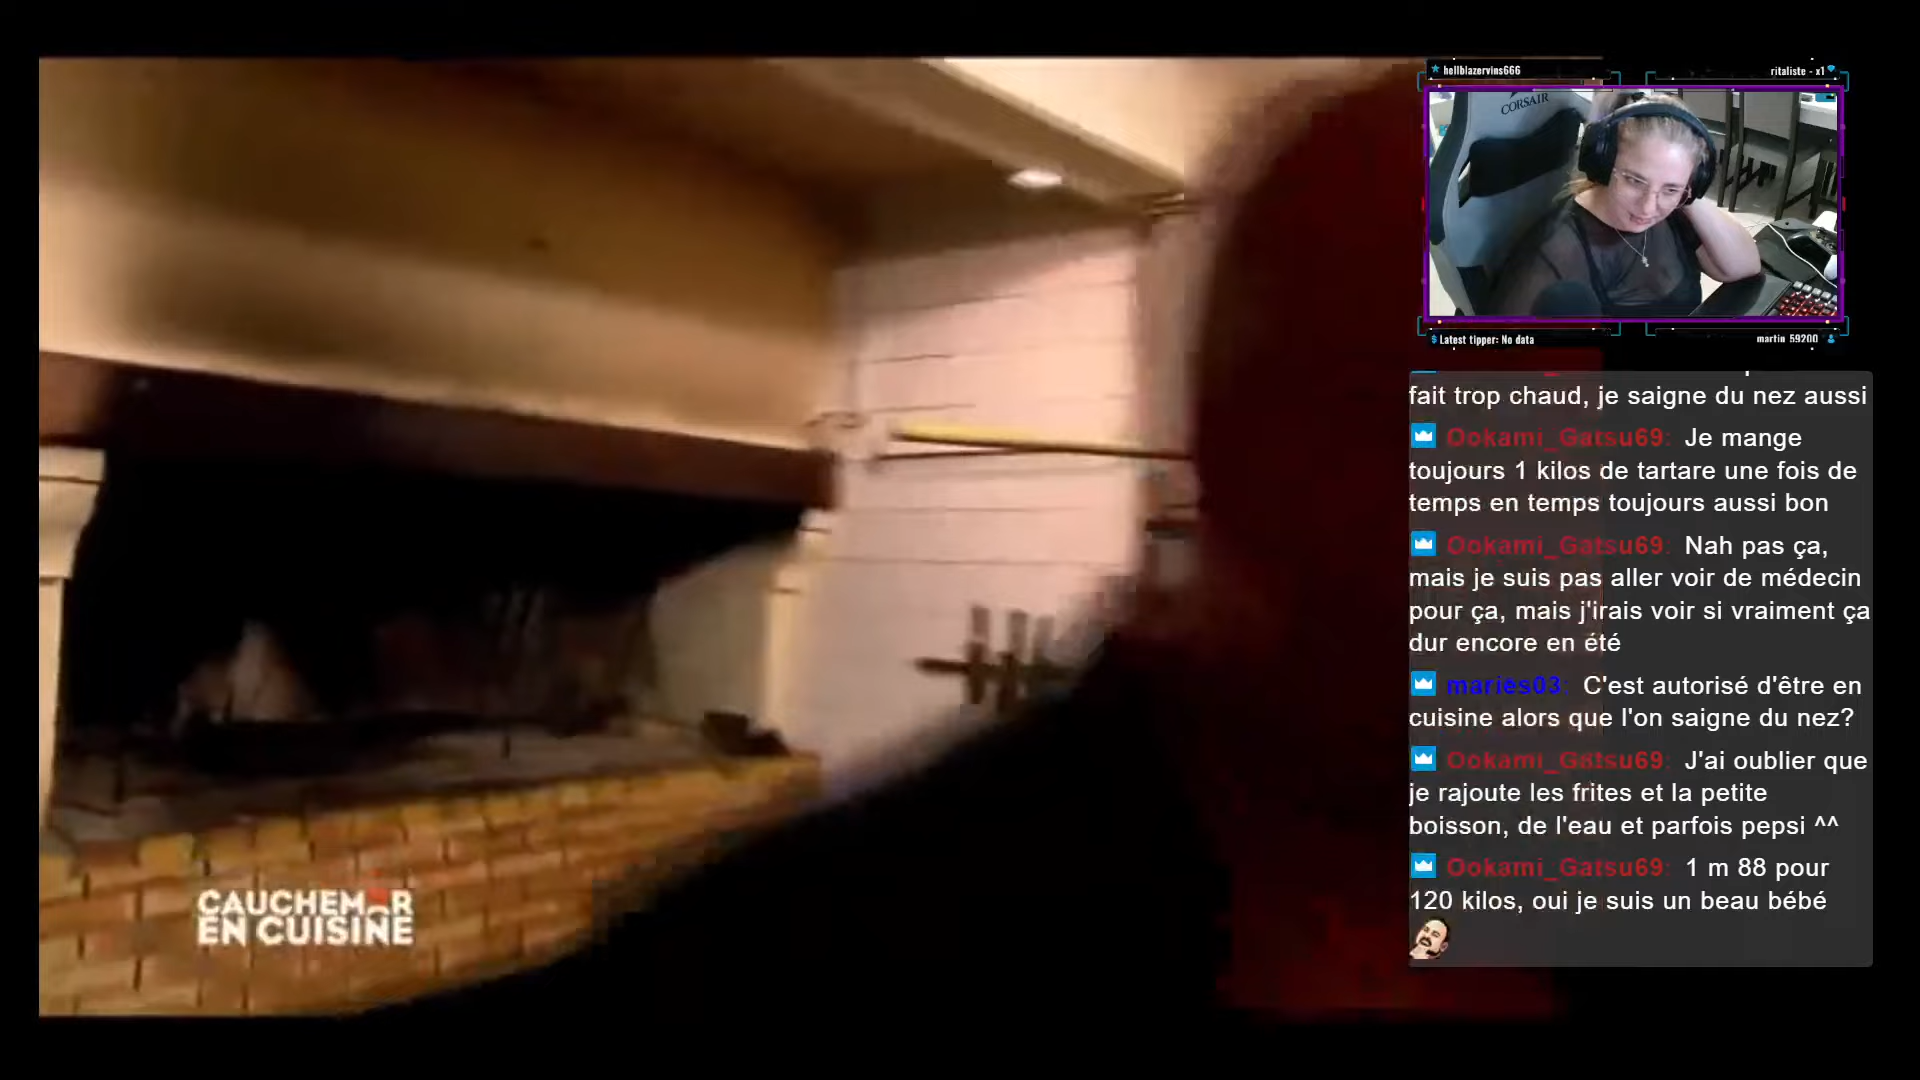 hellblazervins666
ritaliste - x1
CORSAIR
Latest tipper: No data
martin_59200
fait trop chaud, je saigne du nez aussi
Ookami_Gatsu69: Je mange
toujours 1 kilos de tartare une fois de
temps en temps toujours aussi bon
Ookami_Gatsu69: Nah pas ça,
mais je suis pas aller voir de médecin
pour ça, mais j'irais voir si vraiment ça
dur encore en été
maries03: C'est autorisé d'être en
cuisine alors que l'on saigne du nez?
Ookami_Gatsu69: J'ai oublier que
je rajoute les frites et la petite
boisson, de l'eau et parfois pepsi ^^
Ookami_Gatsu69: 1 m 88 pour
120 kilos, oui je suis un beau bébé
CAUCHEMAR
EN CUISINE